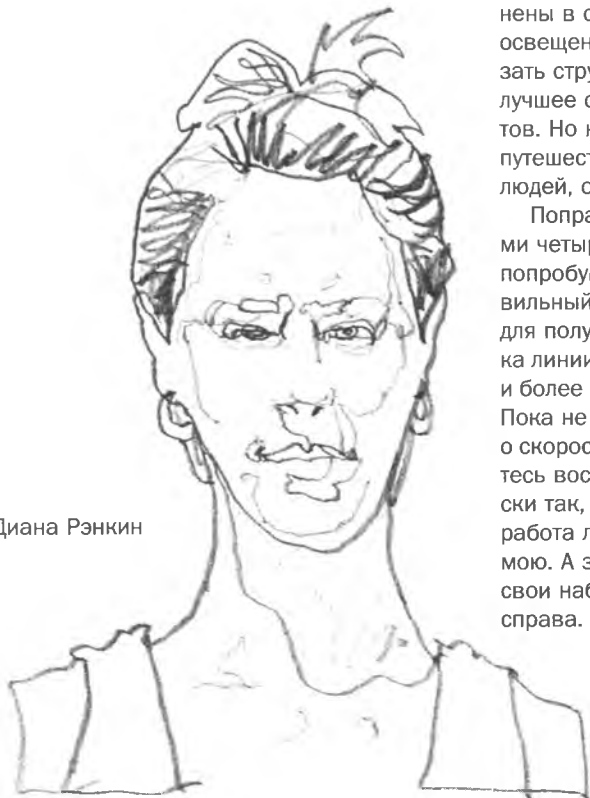 Диана Рэнкин
нены в с
освещен
зать стру
лучшее с
тов. Но н
путешест
людей, с
Попра
ми четыр
попробу
вильный
для полу
ка линии
и более
Пока не
о скорос
тесь вос
ски так,
работа л
мою. А з
свои наб
справа.